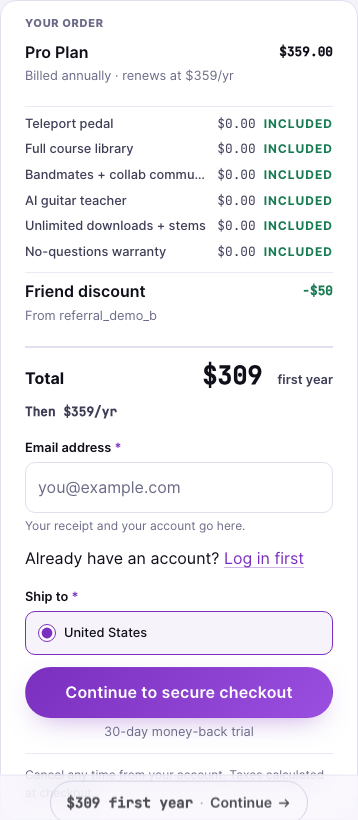 YOUR ORDER
Pro Plan $359.00
Billed annually · renews at $359/yr
Teleport pedal $0.00 INCLUDED
Full course library $0.00 INCLUDED
Bandmates + collab commu... $0.00 INCLUDED
AI guitar teacher $0.00 INCLUDED
Unlimited downloads + stems $0.00 INCLUDED
No-questions warranty $0.00 INCLUDED
Friend discount -$50
From referral_demo_b
Total $309 first year
Then $359/yr
Email address *
you@example.com
Your receipt and your account go here.
Already have an account? Log in first
Ship to *
United States
Continue to secure checkout
30-day money-back trial
Cancel any time from your account. Taxes calculated
at checkout.
$309 first year · Continue →